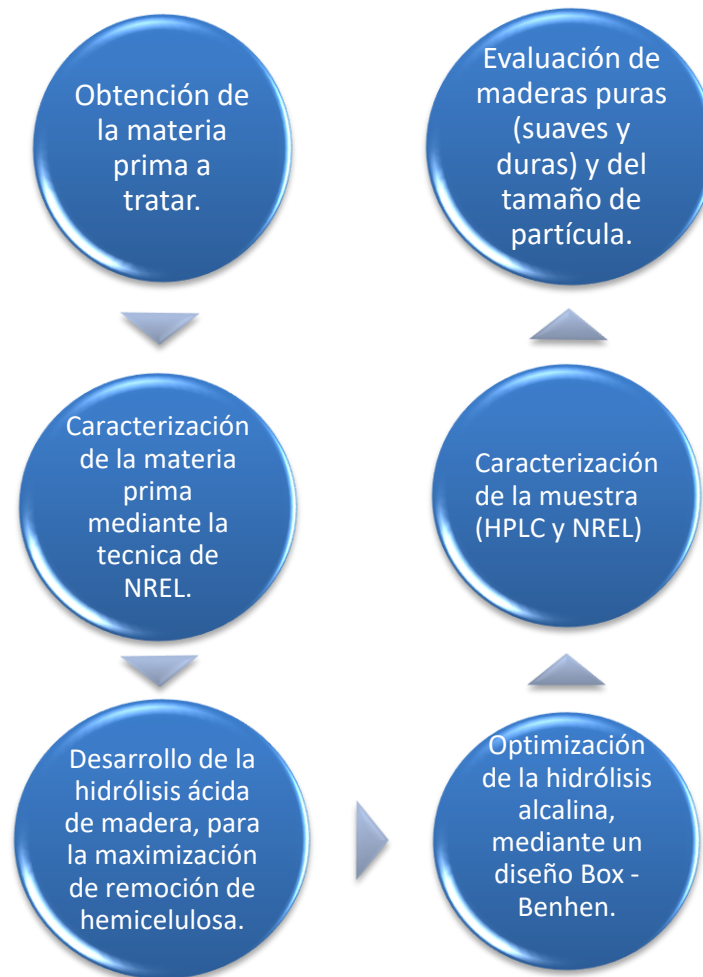 Obtención de
la materia
prima a
tratar.
Caracterización
de la materia
prima
mediante la
tecnica de
NREL.
Desarrollo de la
hidrólisis ácida
de madera, para
la maximización
de remoción de
hemicelulosa.
Optimización
de la hidrólisis
alcalina,
mediante un
diseño Box -
Benhen.
Caracterización
de la muestra
(HPLC y NREL)
Evaluación de
maderas puras
(suaves y
duras) y del
tamaño de
partícula.